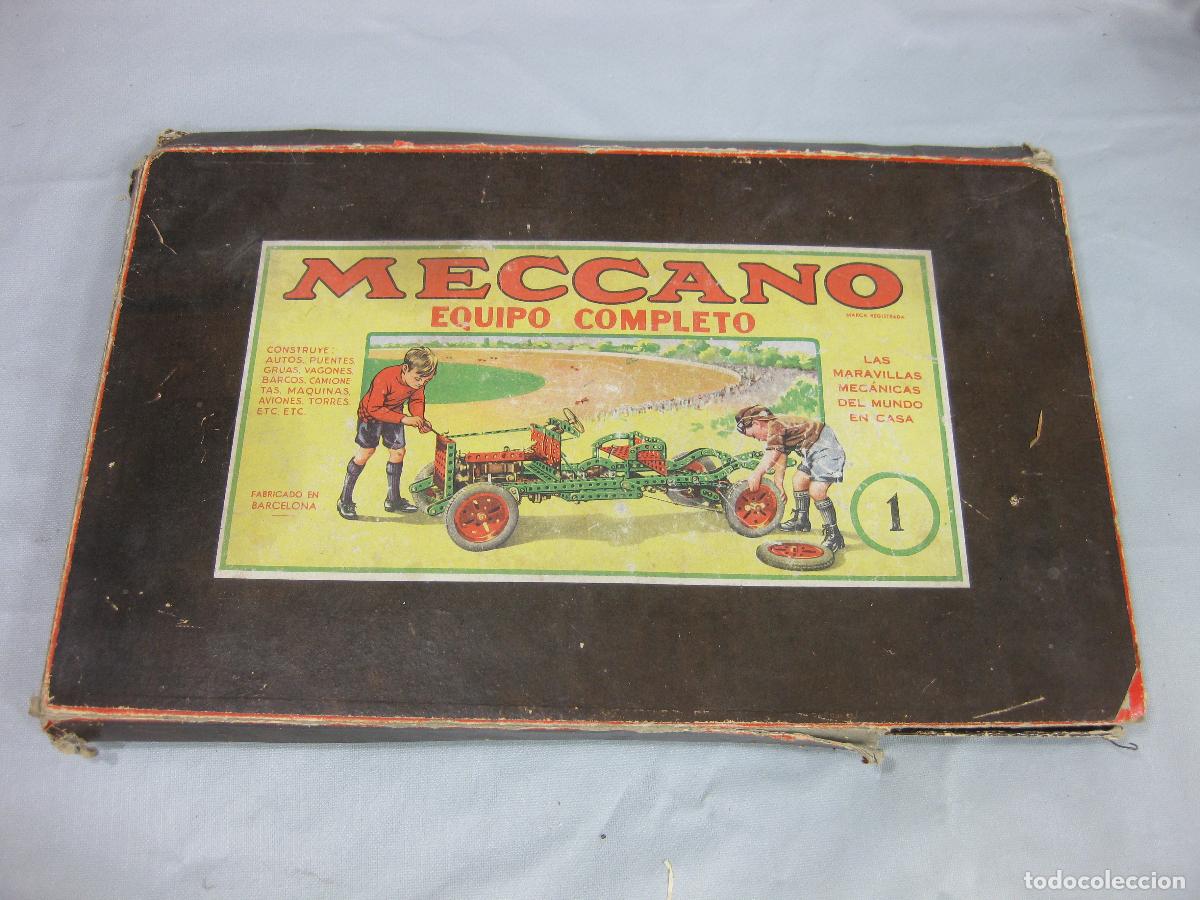 MECCANO
MARCA REGISTRADA
EQUIPO COMPLETO
CONSTRUYE:
AUTOS, PUENTES
GRUAS, VAGONES,
BARCOS, CAMIONE
TAS, MAQUINAS,
AVIONES, TORRES,
ETC. ETC.
LAS
MARAVILLAS
MECÁNICAS
DEL MUNDO
EN CASA
FABRICADO EN
BARCELONA
1
todocoleccion